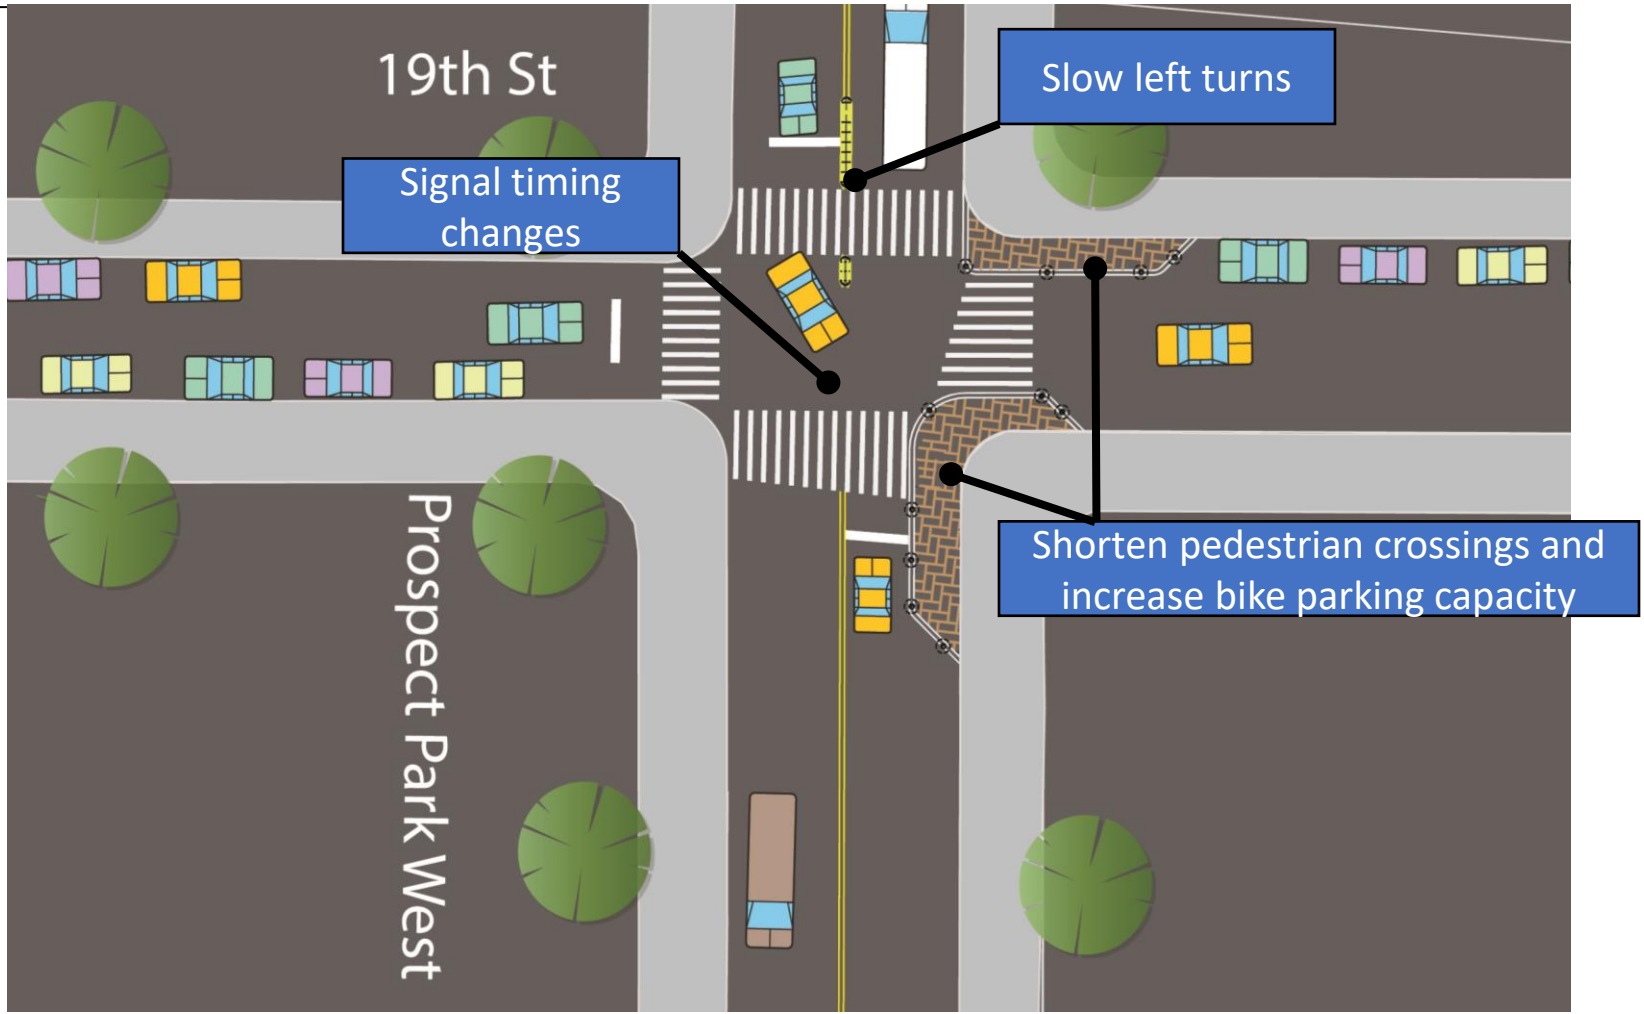 19th St
Slow left turns
Signal timing
changes
Shorten pedestrian crossings and
increase bike parking capacity
Prospect Park West